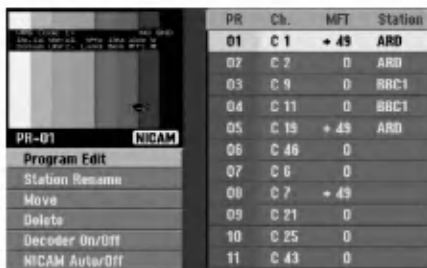 PR-01 NICAM
Program Edit
Station Rename
Move
Delete
Decoder On/Off
NICAM Auto/Off
PR Ch. MFT Station
01 C 1 + 49 ARD
02 C 2 0 ARD
03 C 9 0 BBC1
04 C 11 0 BBC1
05 C 19 + 49 ARD
06 C 46 0
07 C 6 0
08 C 7 + 49
09 C 21 0
10 C 25 0
11 C 43 0